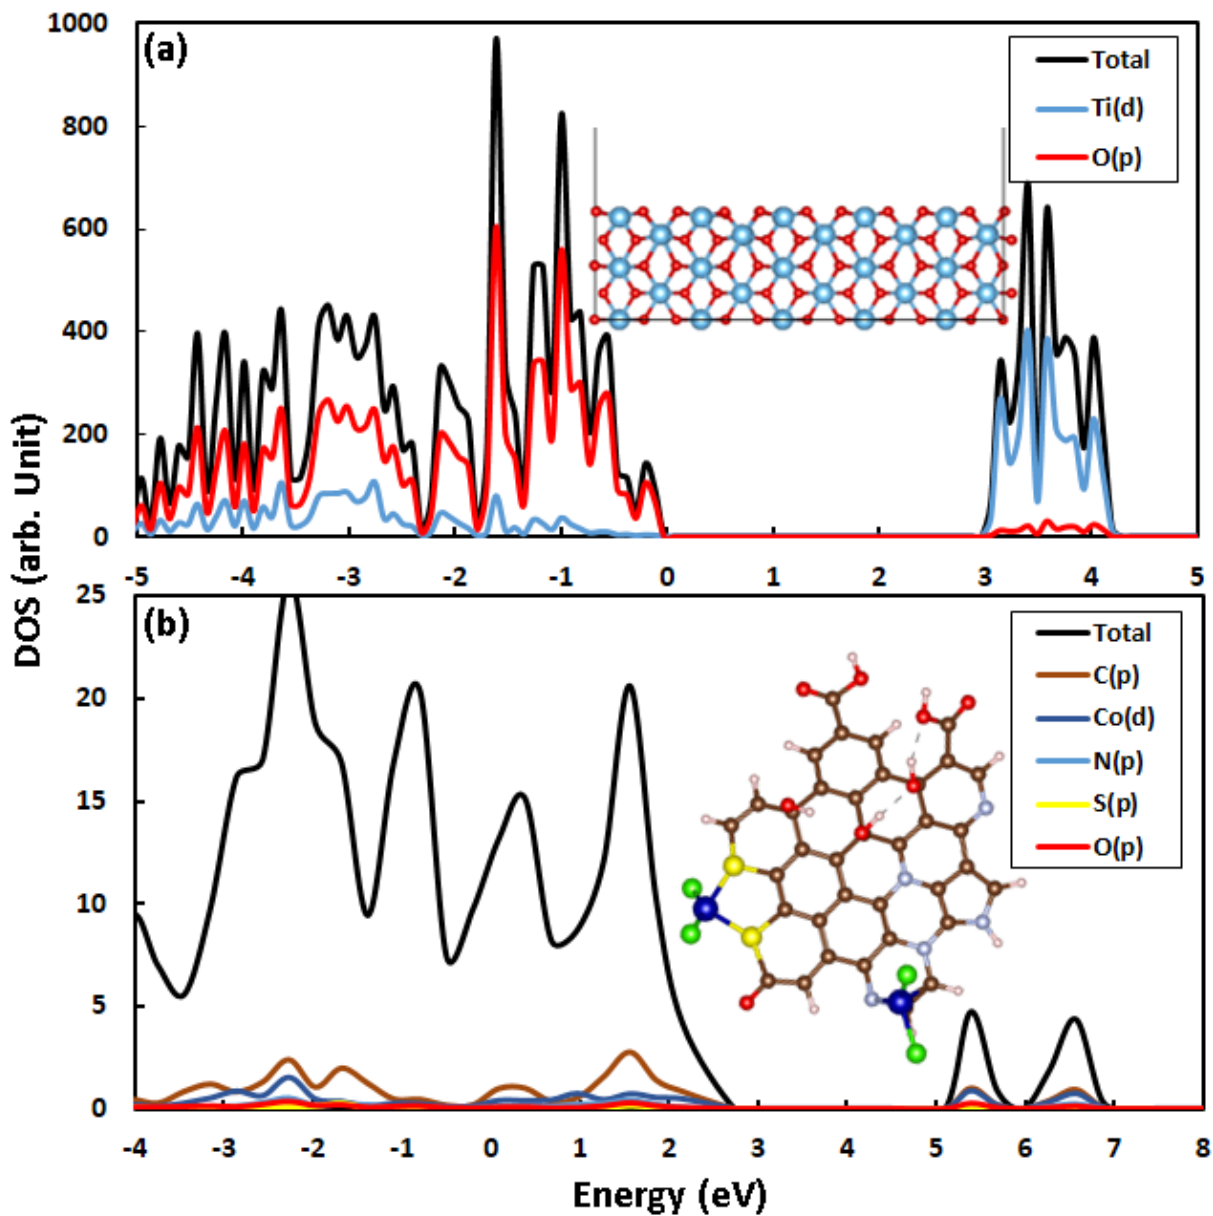 1000
(a)
Total
Ti(d)
O(p)
800
600
400
200
0
-5 -4 -3 -2 -1 0 1 2 3 4 5
DOS (arb. Unit)
25
(b)
Total
C(p)
Co(d)
N(p)
S(p)
O(p)
20
15
10
5
0
-4 -3 -2 -1 0 1 2 3 4 5 6 7 8
Energy (eV)